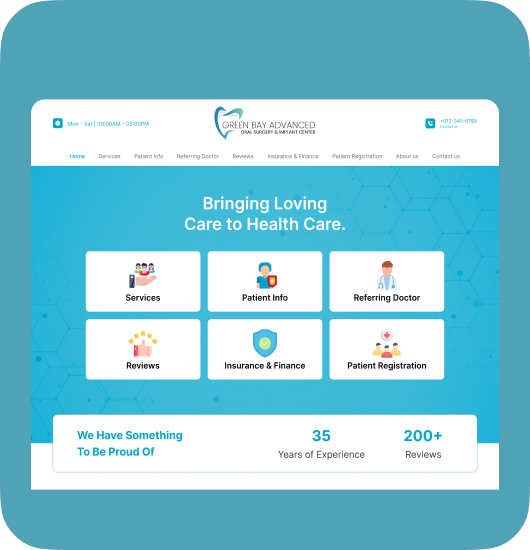 Mon - Sat | 09:00AM - 05:00PM
GREEN BAY ADVANCED
ORAL SURGERY & IMPLANT CENTER
+012-345-6789
Contact us
Home Services Patient Info Referring Doctor Reviews Insurance & Finance Patient Registration About us Contact us
Bringing Loving
Care to Health Care.
Services Patient Info Referring Doctor
Reviews Insurance & Finance Patient Registration
We Have Something
To Be Proud Of
35 200+
Years of Experience Reviews